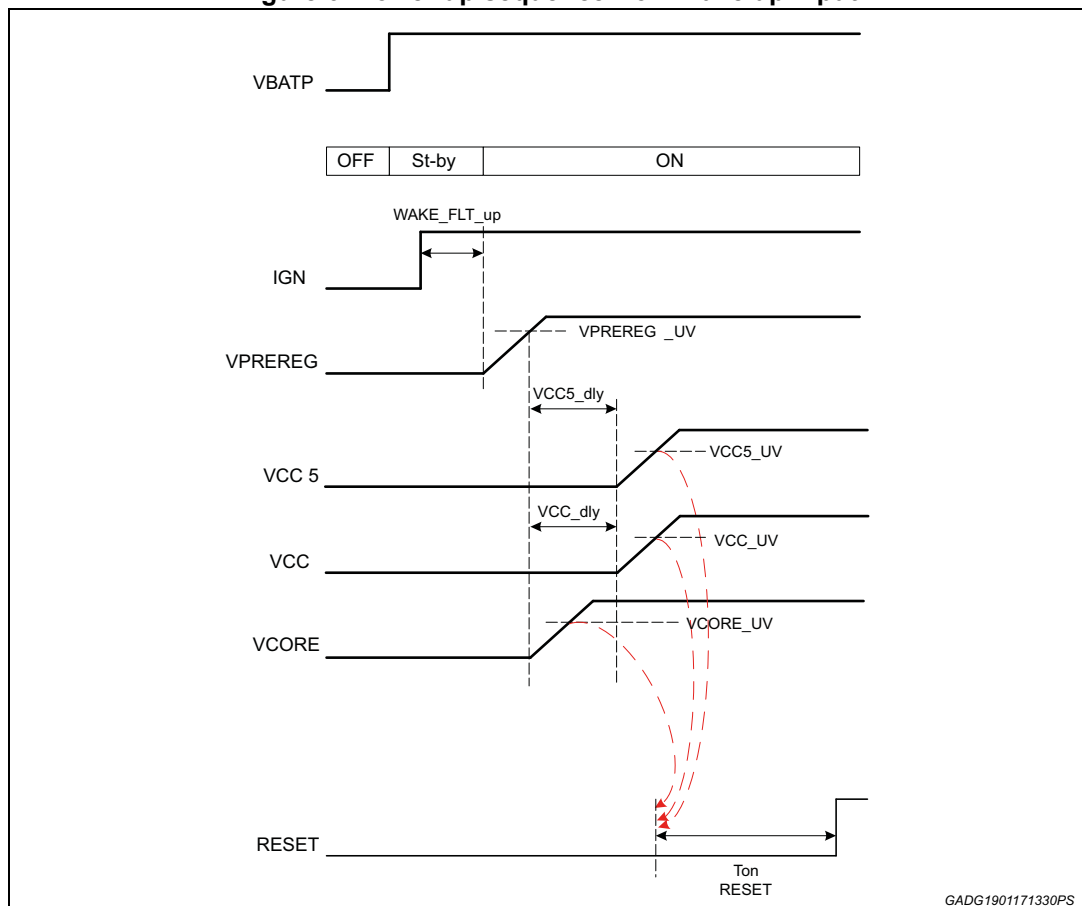 VBATP
OFF St-by ON
WAKE_FLT_up
IGN
VPREREG _UV
VPREREG
VCC5_dly
VCC5_UV
VCC 5
VCC_dly
VCC_UV
VCC
VCORE_UV
VCORE
RESET
Ton
RESET
GADG1901171330PS